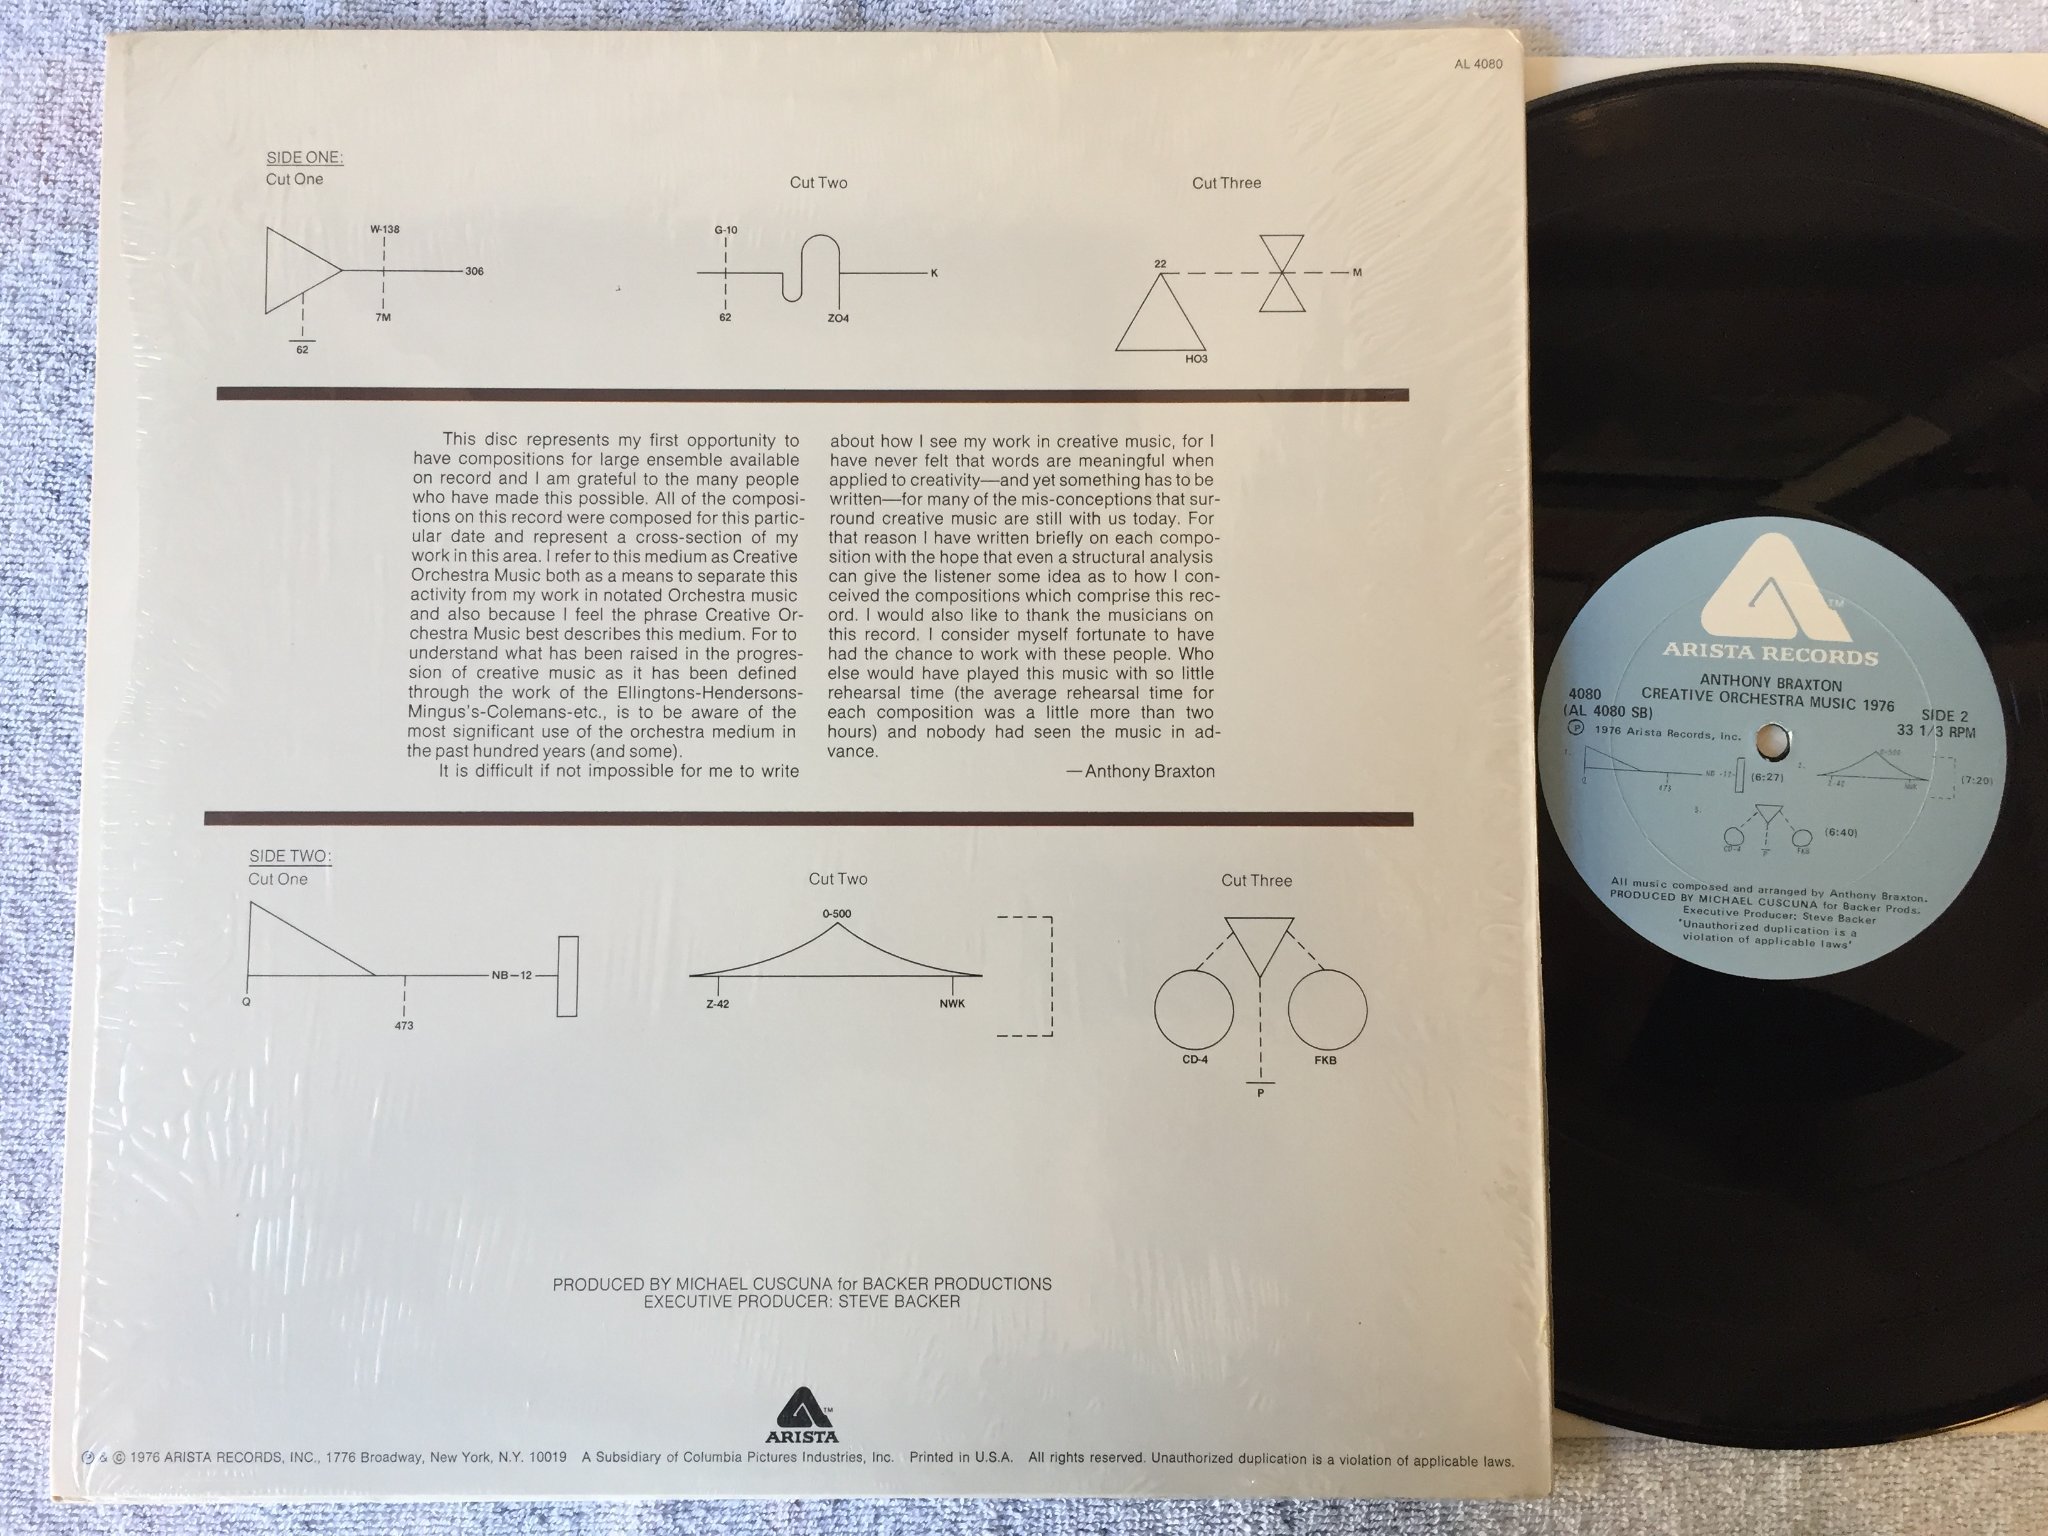 AL 4080
SIDE ONE:
Cut One
Cut Two
Cut Three
W-138
306
7M
62
G-10
K
62
ZO4
22
M
HO3
This disc represents my first opportunity to
have compositions for large ensemble available
on record and I am grateful to the many people
who have made this possible. All of the composi-
tions on this record were composed for this partic-
ular date and represent a cross-section of my
work in this area. I refer to this medium as Creative
Orchestra Music both as a means to separate this
activity from my work in notated Orchestra music
and also because I feel the phrase Creative Or-
chestra Music best describes this medium. For to
understand what has been raised in the progres-
sion of creative music as it has been defined
through the work of the Ellingtons-Hendersons-
Mingus's-Colemans-etc., is to be aware of the
most significant use of the orchestra medium in
the past hundred years (and some).
It is difficult if not impossible for me to write
about how I see my work in creative music, for I
have never felt that words are meaningful when
applied to creativity—and yet something has to be
written—for many of the mis-conceptions that sur-
round creative music are still with us today. For
that reason I have written briefly on each compo-
sition with the hope that even a structural analysis
can give the listener some idea as to how I con-
ceived the compositions which comprise this rec-
ord. I would also like to thank the musicians on
this record. I consider myself fortunate to have
had the chance to work with these people. Who
else would have played this music with so little
rehearsal time (the average rehearsal time for
each composition was a little more than two
hours) and nobody had seen the music in ad-
vance.
—Anthony Braxton
SIDE TWO:
Cut One
Cut Two
Cut Three
Q
473
NB-12
0-500
Z-42
NWK
CD-4
FKB
P
PRODUCED BY MICHAEL CUSCUNA for BACKER PRODUCTIONS
EXECUTIVE PRODUCER: STEVE BACKER
TM
ARISTA
℗ & © 1976 ARISTA RECORDS, INC., 1776 Broadway, New York, N.Y. 10019 A Subsidiary of Columbia Pictures Industries, Inc. Printed in U.S.A. All rights reserved. Unauthorized duplication is a violation of applicable laws.
TM
ARISTA RECORDS
ANTHONY BRAXTON
CREATIVE ORCHESTRA MUSIC 1976
4080
(AL 4080 SB)
℗ 1976 Arista Records, Inc.
SIDE 2
33 1/3 RPM
1.
Q
473
NB -12
(6:27)
2.
0-500
Z-42
NWK
(7:20)
3.
CD-4
P
FKB
(6:40)
All music composed and arranged by Anthony Braxton.
PRODUCED BY MICHAEL CUSCUNA for Backer Prods.
Executive Producer: Steve Backer
'Unauthorized duplication is a
violation of applicable laws'